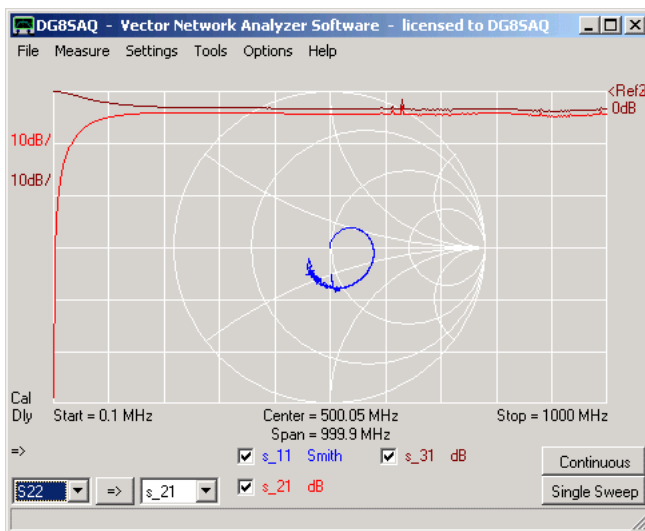 DG8SAQ - Vector Network Analyzer Software - licensed to DG8SAQ
File Measure Settings Tools Options Help
<Ref2
0dB
10dB/
10dB/
Cal
Dly Start = 0.1 MHz Center = 500.05 MHz Stop = 1000 MHz
Span = 999.9 MHz
=>
s_11 Smith s_31 dB Continuous
S22 => s_21 s_21 dB Single Sweep